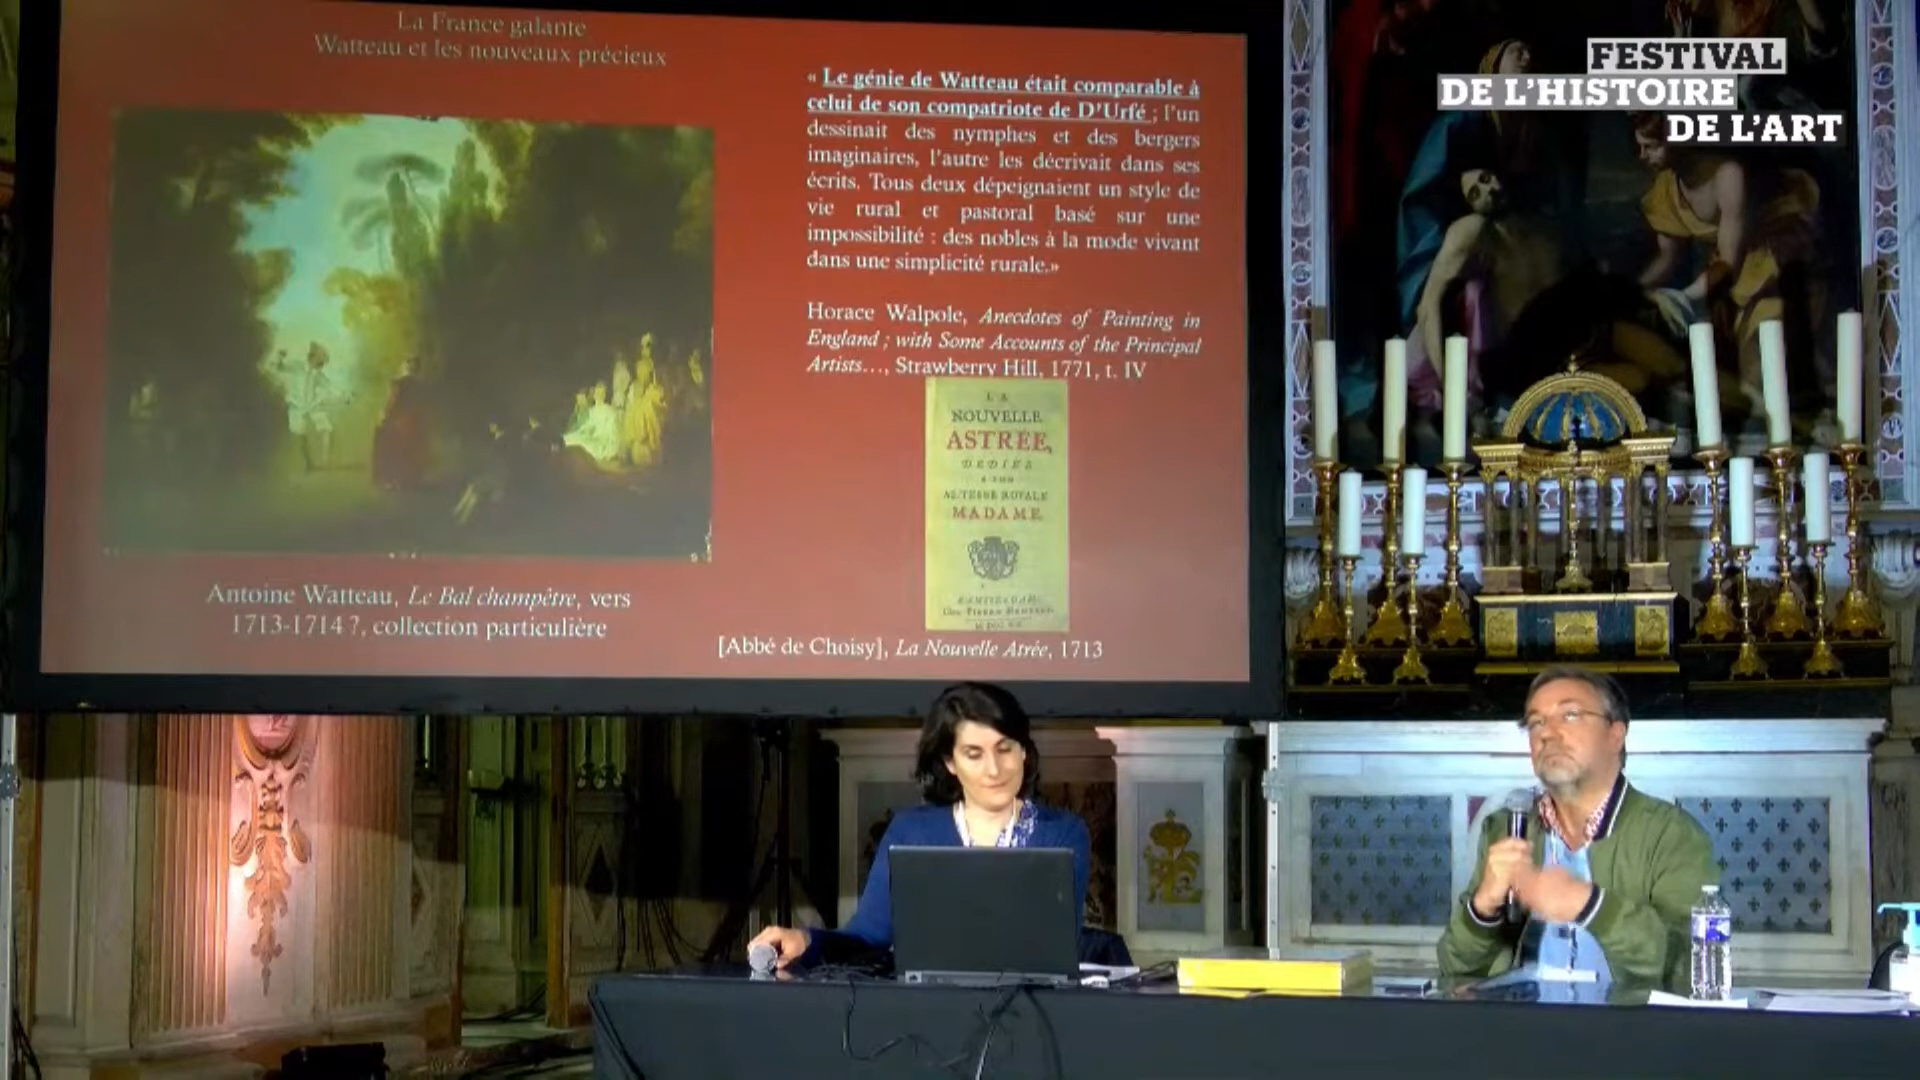 La France galante
Watteau et les nouveaux précieux
« Le génie de Watteau était comparable à
celui de son compatriote de D'Urfé ; l'un
dessinait des nymphes et des bergers
imaginaires, l'autre les décrivait dans ses
écrits. Tous deux dépeignaient un style de
vie rural et pastoral basé sur une
impossibilité : des nobles à la mode vivant
dans une simplicité rurale.»
Horace Walpole, Anecdotes of Painting in
England ; with Some Accounts of the Principal
Artists…, Strawberry Hill, 1771, t. IV
LA
NOUVELLE
ASTRÉE,
DEDIÉE
A SON
ALTESSE ROYALE
MADAME.
Antoine Watteau, Le Bal champêtre, vers
1713-1714 ?, collection particulière
[Abbé de Choisy], La Nouvelle Atrée, 1713
FESTIVAL
DE L'HISTOIRE
DE L'ART